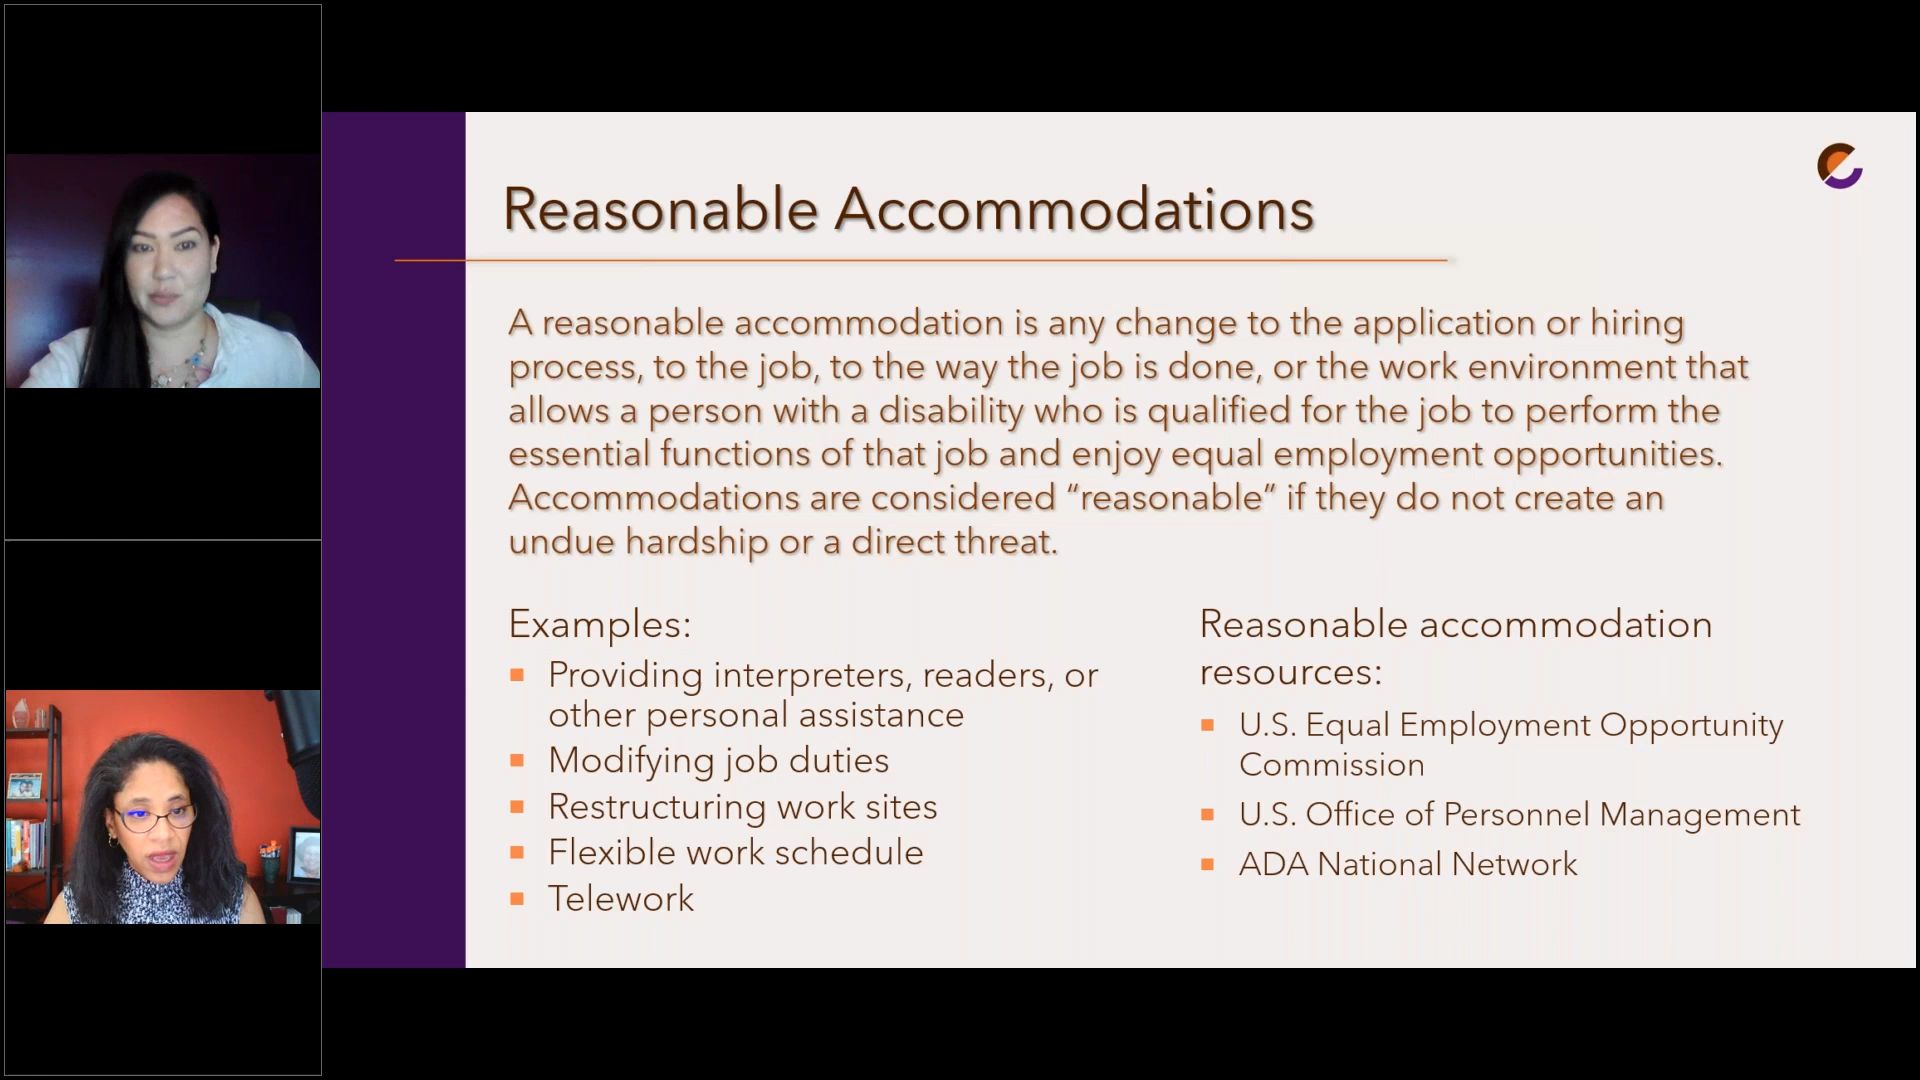 Reasonable Accommodations
A reasonable accommodation is any change to the application or hiring
process, to the job, to the way the job is done, or the work environment that
allows a person with a disability who is qualified for the job to perform the
essential functions of that job and enjoy equal employment opportunities.
Accommodations are considered “reasonable” if they do not create an
undue hardship or a direct threat.
Examples:
Providing interpreters, readers, or
other personal assistance
Modifying job duties
Restructuring work sites
Flexible work schedule
Telework
Reasonable accommodation
resources:
U.S. Equal Employment Opportunity
Commission
U.S. Office of Personnel Management
ADA National Network